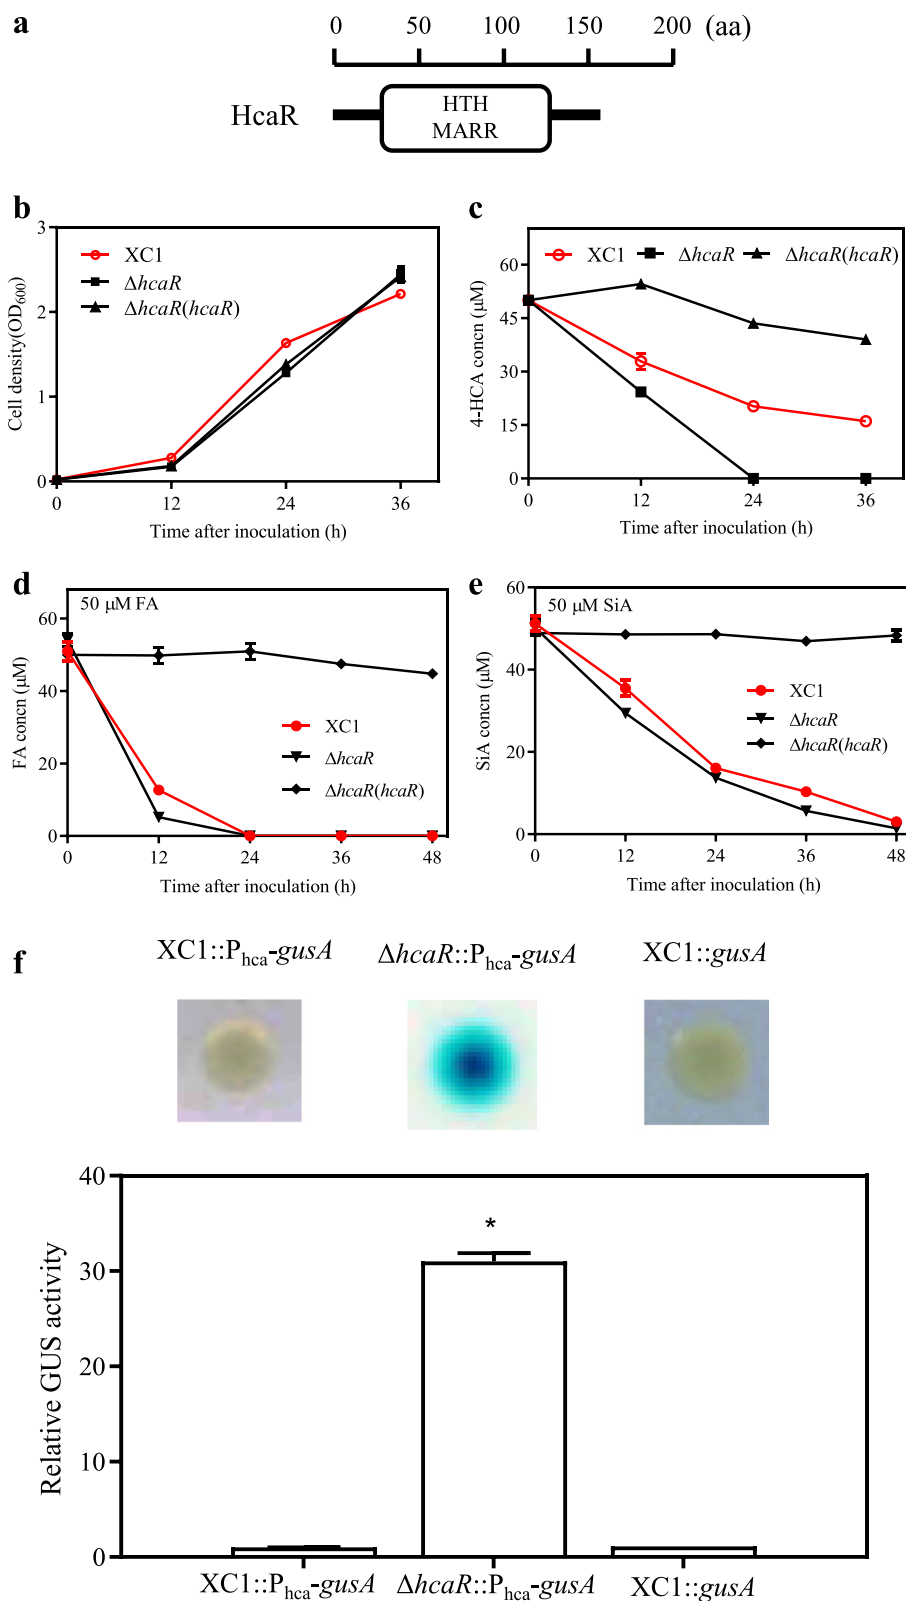 a
0 50 100 150 200 (aa)
HcaR
HTH
MARR
b
3
2
1
0
Cell density(OD600)
XC1
ΔhcaR
ΔhcaR(hcaR)
0 12 24 36
Time after inoculation (h)
c
60
45
30
15
0
4-HCA concn (μM)
XC1 ΔhcaR ΔhcaR(hcaR)
0 12 24 36
Time after inoculation (h)
d
60
40
20
0
FA concn (μM)
50 μM FA
XC1
ΔhcaR
ΔhcaR(hcaR)
0 12 24 36 48
Time after inoculation (h)
e
60
40
20
0
SiA concn (μM)
50 μM SiA
XC1
ΔhcaR
ΔhcaR(hcaR)
0 12 24 36 48
Time after inoculation (h)
f
XC1::Phca-gusA ΔhcaR::Phca-gusA XC1::gusA
40
30
20
10
0
Relative GUS activity
*
XC1::Phca-gusA ΔhcaR::Phca-gusA XC1::gusA